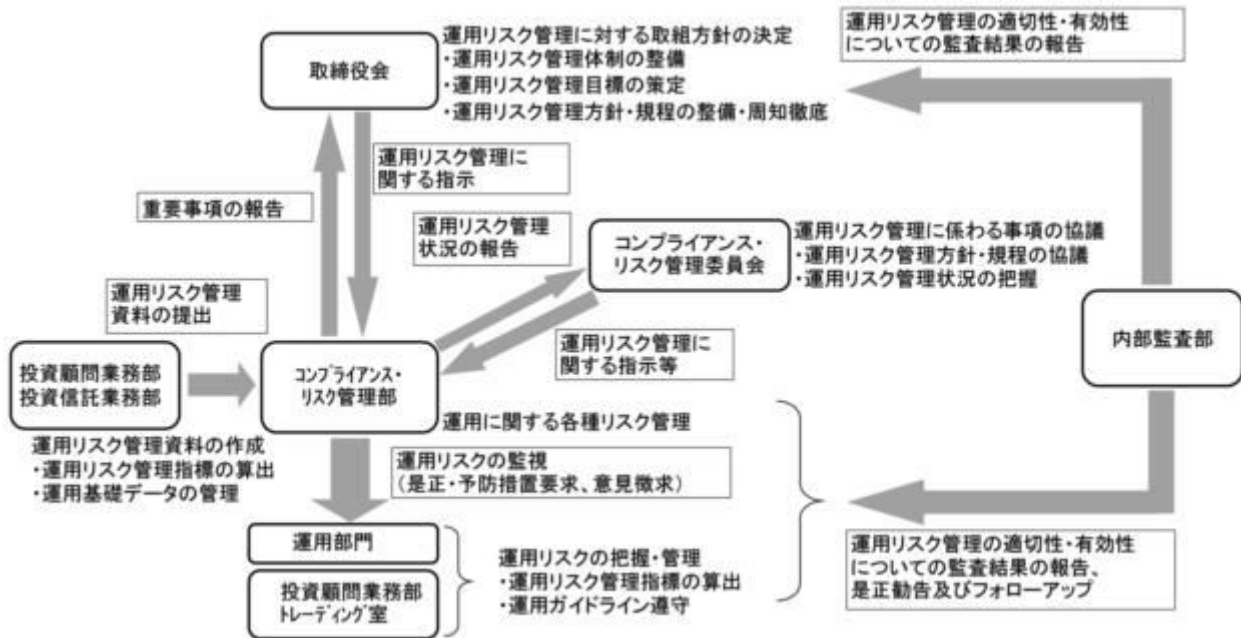 取締役会
運用リスク管理に対する取組方針の決定
・運用リスク管理体制の整備
・運用リスク管理目標の策定
・運用リスク管理方針・規程の整備・周知徹底
運用リスク管理の適切性・有効性
についての監査結果の報告
運用リスク管理に
関する指示
重要事項の報告
運用リスク管理
状況の報告
コンプライアンス・
リスク管理委員会
運用リスク管理に係わる事項の協議
・運用リスク管理方針・規程の協議
・運用リスク管理状況の把握
運用リスク管理
資料の提出
内部監査部
運用リスク管理に
関する指示等
投資顧問業務部
投資信託業務部
コンプライアンス・
リスク管理部
運用に関する各種リスク管理
運用リスク管理資料の作成
・運用リスク管理指標の算出
・運用基礎データの管理
運用リスクの監視
(是正・予防措置要求、意見徴求)
運用部門
投資顧問業務部
トレーディング室
運用リスクの把握・管理
・運用リスク管理指標の算出
・運用ガイドライン遵守
運用リスク管理の適切性・有効性
についての監査結果の報告、
是正勧告及びフォローアップ